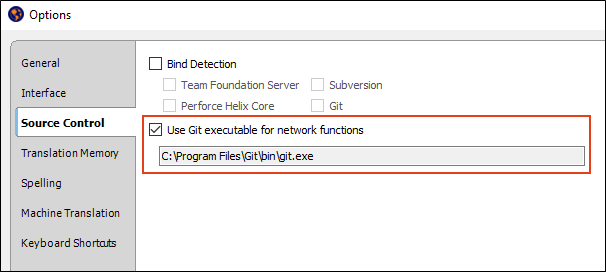 Options
General
Interface
Source Control
Translation Memory
Spelling
Machine Translation
Keyboard Shortcuts
Bind Detection
Team Foundation Server
Subversion
Perforce Helix Core
Git
Use Git executable for network functions
C:\Program Files\Git\bin\git.exe